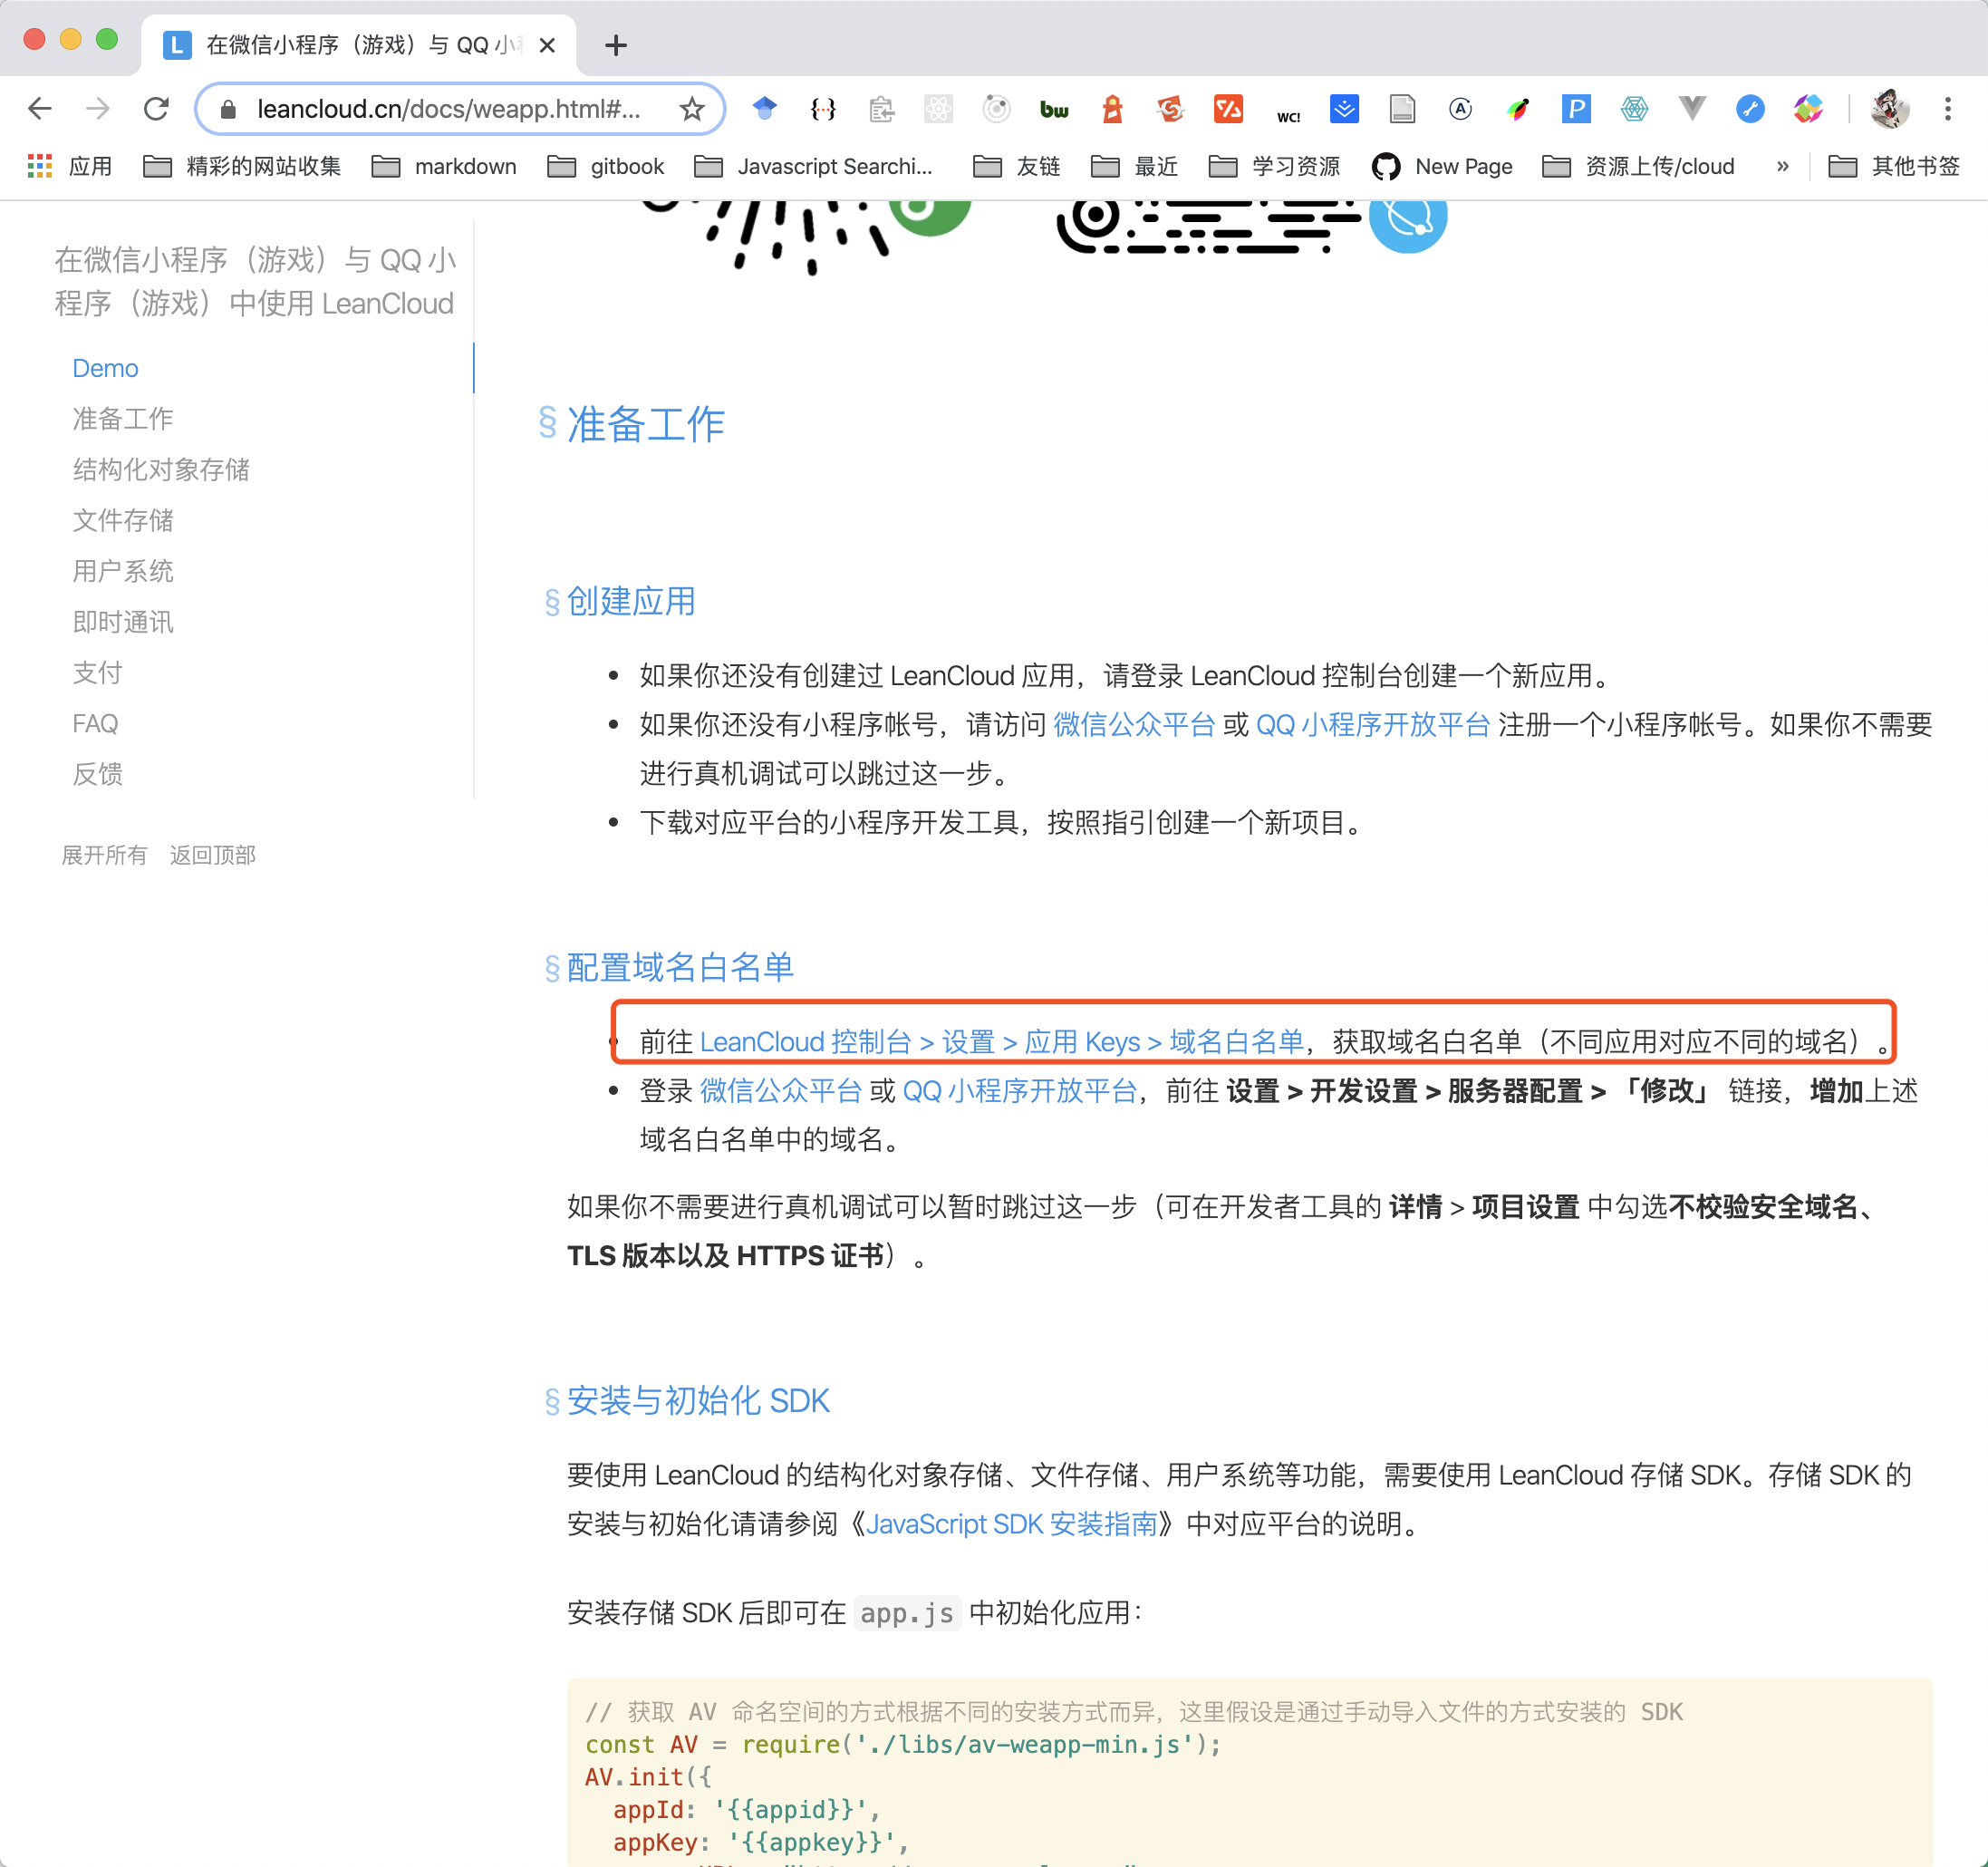 在微信小程序（游戏）与 QQ 小
leancloud.cn/docs/weapp.html#...
应用 精彩的网站收集 markdown gitbook Javascript Searchi... 友链 最近 学习资源 New Page 资源上传/cloud » 其他书签
在微信小程序（游戏）与 QQ 小
程序（游戏）中使用 LeanCloud
Demo
准备工作
结构化对象存储
文件存储
用户系统
即时通讯
支付
FAQ
反馈
展开所有 返回顶部
§ 准备工作
§ 创建应用
• 如果你还没有创建过 LeanCloud 应用，请登录 LeanCloud 控制台创建一个新应用。
• 如果你还没有小程序帐号，请访问 微信公众平台 或 QQ 小程序开放平台 注册一个小程序帐号。如果你不需要
进行真机调试可以跳过这一步。
• 下载对应平台的小程序开发工具，按照指引创建一个新项目。
§ 配置域名白名单
• 前往 LeanCloud 控制台 > 设置 > 应用 Keys > 域名白名单，获取域名白名单（不同应用对应不同的域名）。
• 登录 微信公众平台 或 QQ 小程序开放平台，前往 设置 > 开发设置 > 服务器配置 > 「修改」 链接，增加上述
域名白名单中的域名。
如果你不需要进行真机调试可以暂时跳过这一步（可在开发者工具的 详情 > 项目设置 中勾选不校验安全域名、
TLS 版本以及 HTTPS 证书）。
§ 安装与初始化 SDK
要使用 LeanCloud 的结构化对象存储、文件存储、用户系统等功能，需要使用 LeanCloud 存储 SDK。存储 SDK 的
安装与初始化请请参阅《JavaScript SDK 安装指南》中对应平台的说明。
安装存储 SDK 后即可在 app.js 中初始化应用：
// 获取 AV 命名空间的方式根据不同的安装方式而异，这里假设是通过手动导入文件的方式安装的 SDK
const AV = require('./libs/av-weapp-min.js');
AV.init({
appId: '{{appid}}',
appKey: '{{appkey}}',